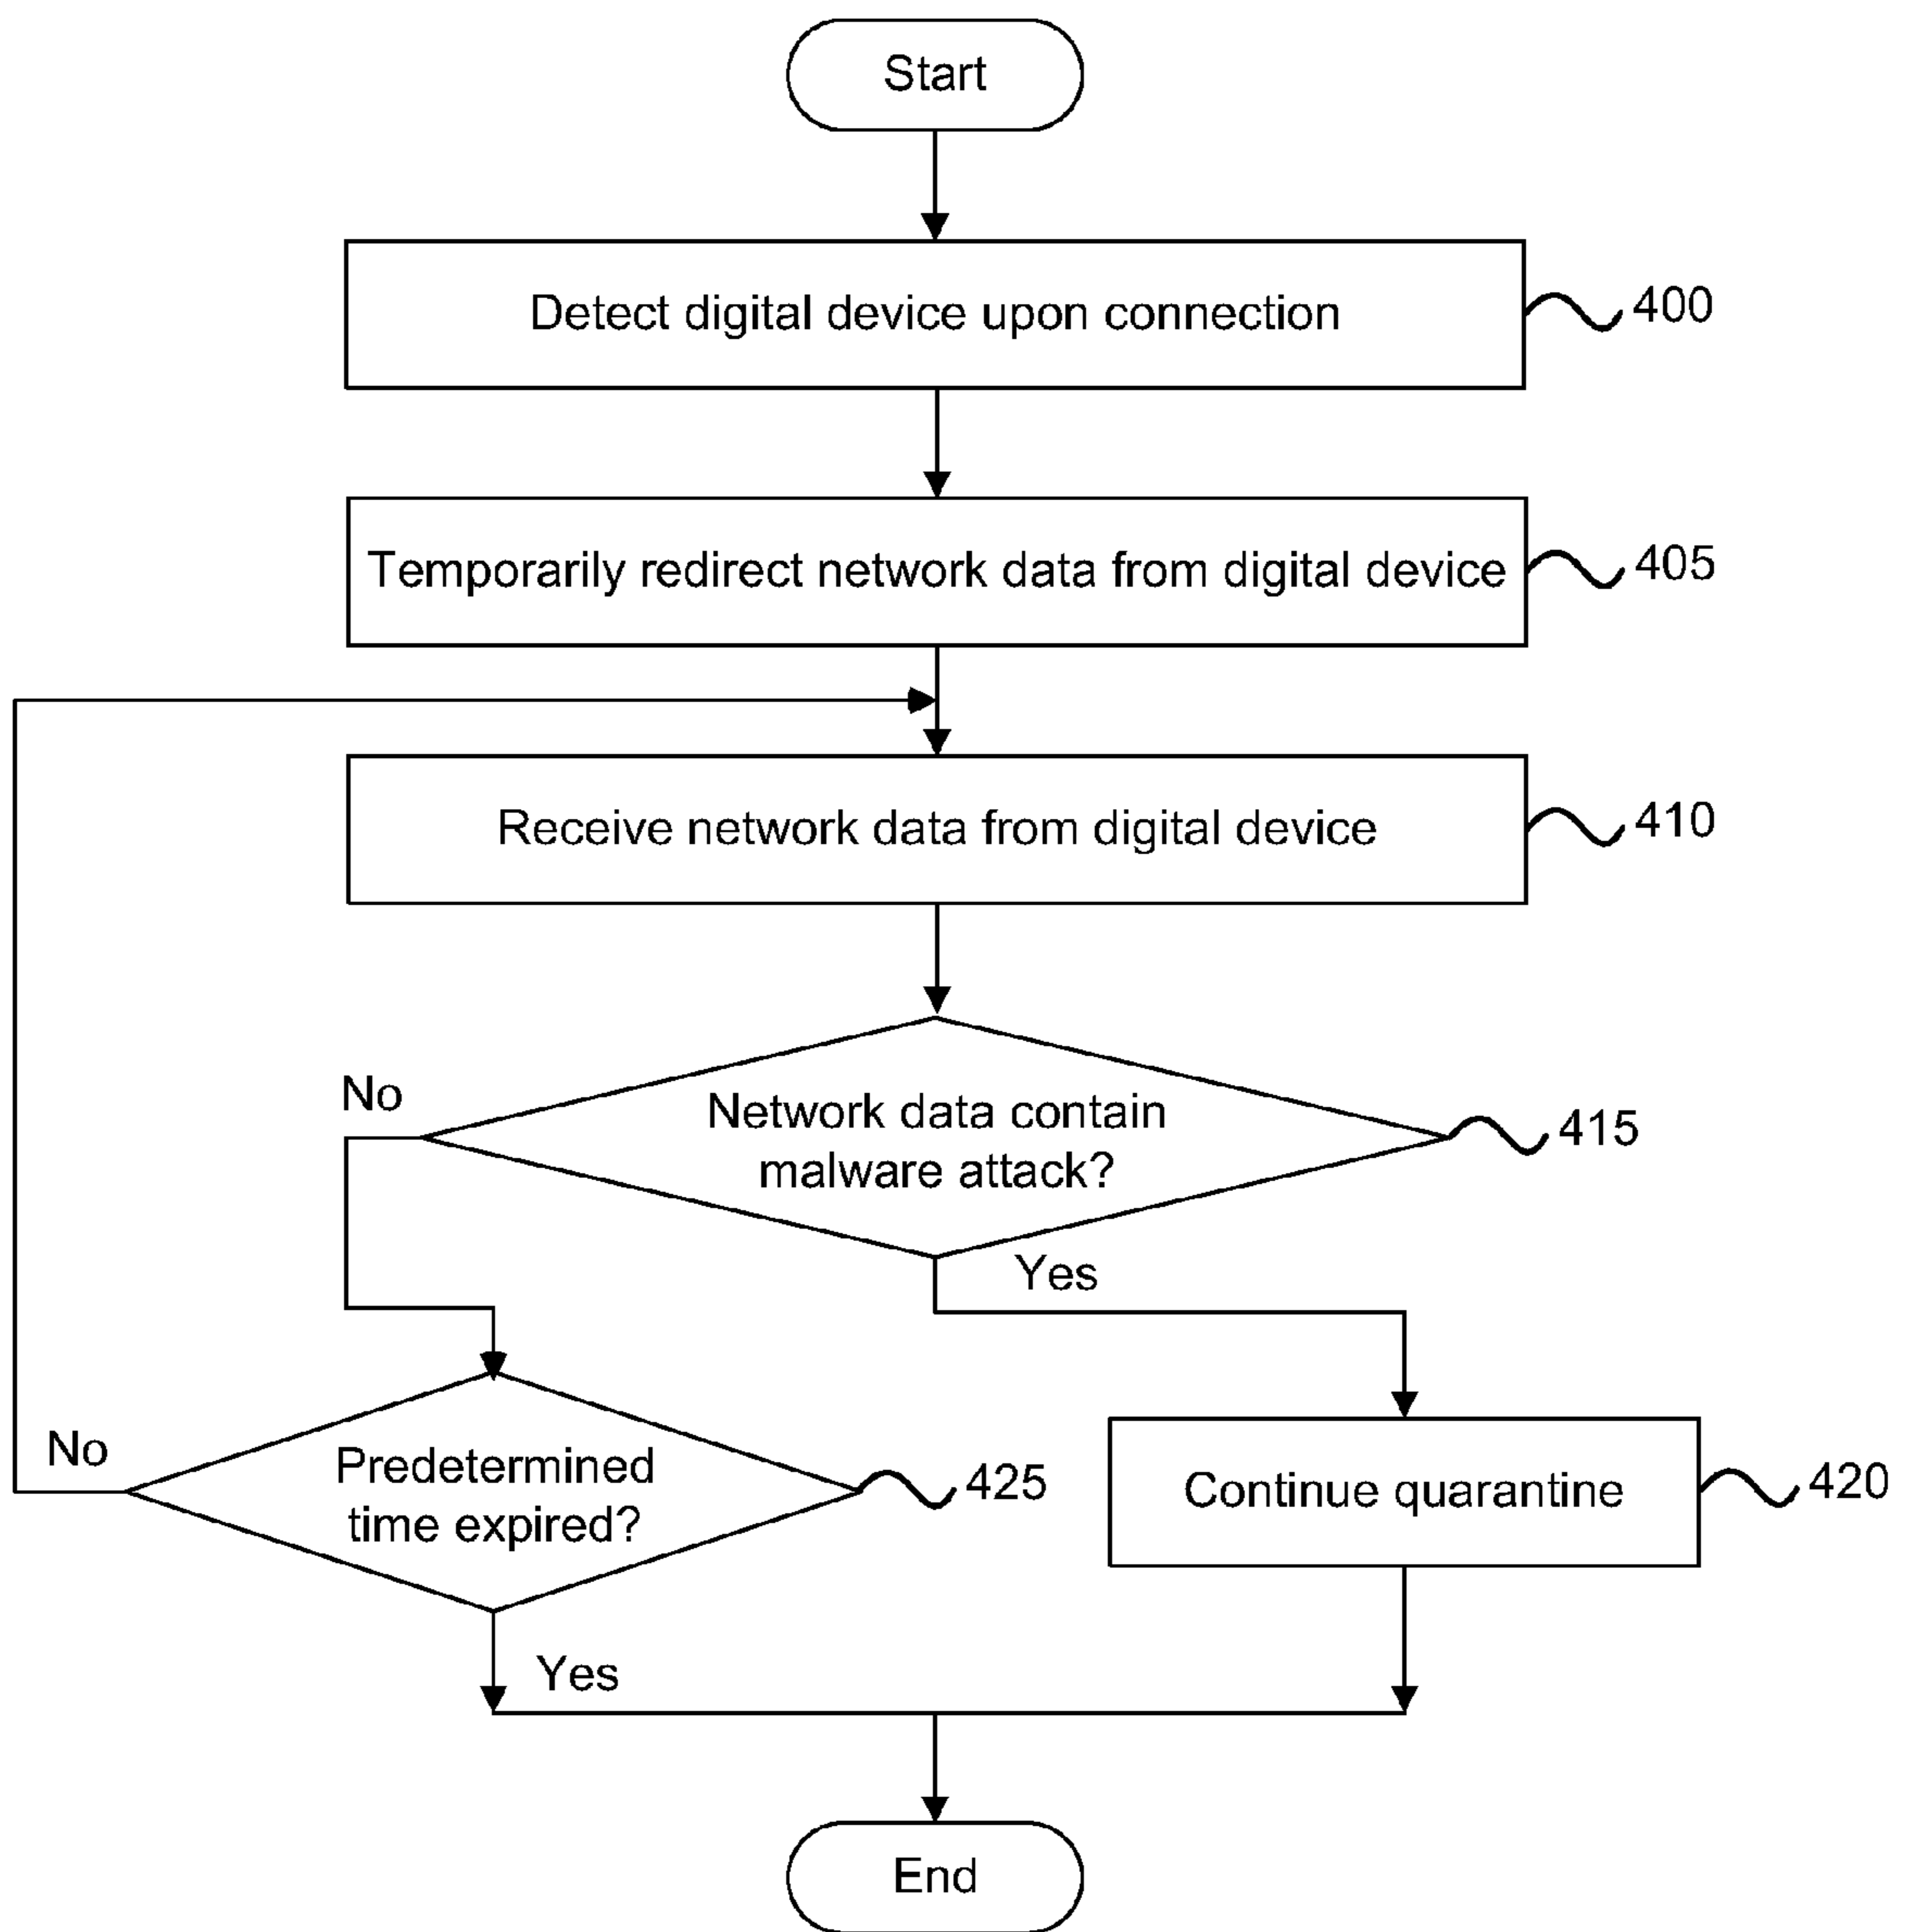 Start
Detect digital device upon connection
400
Temporarily redirect network data from digital device
405
Receive network data from digital device
410
No
Network data contain
malware attack?
415
Yes
No
Predetermined
time expired?
425
Continue quarantine
420
Yes
End